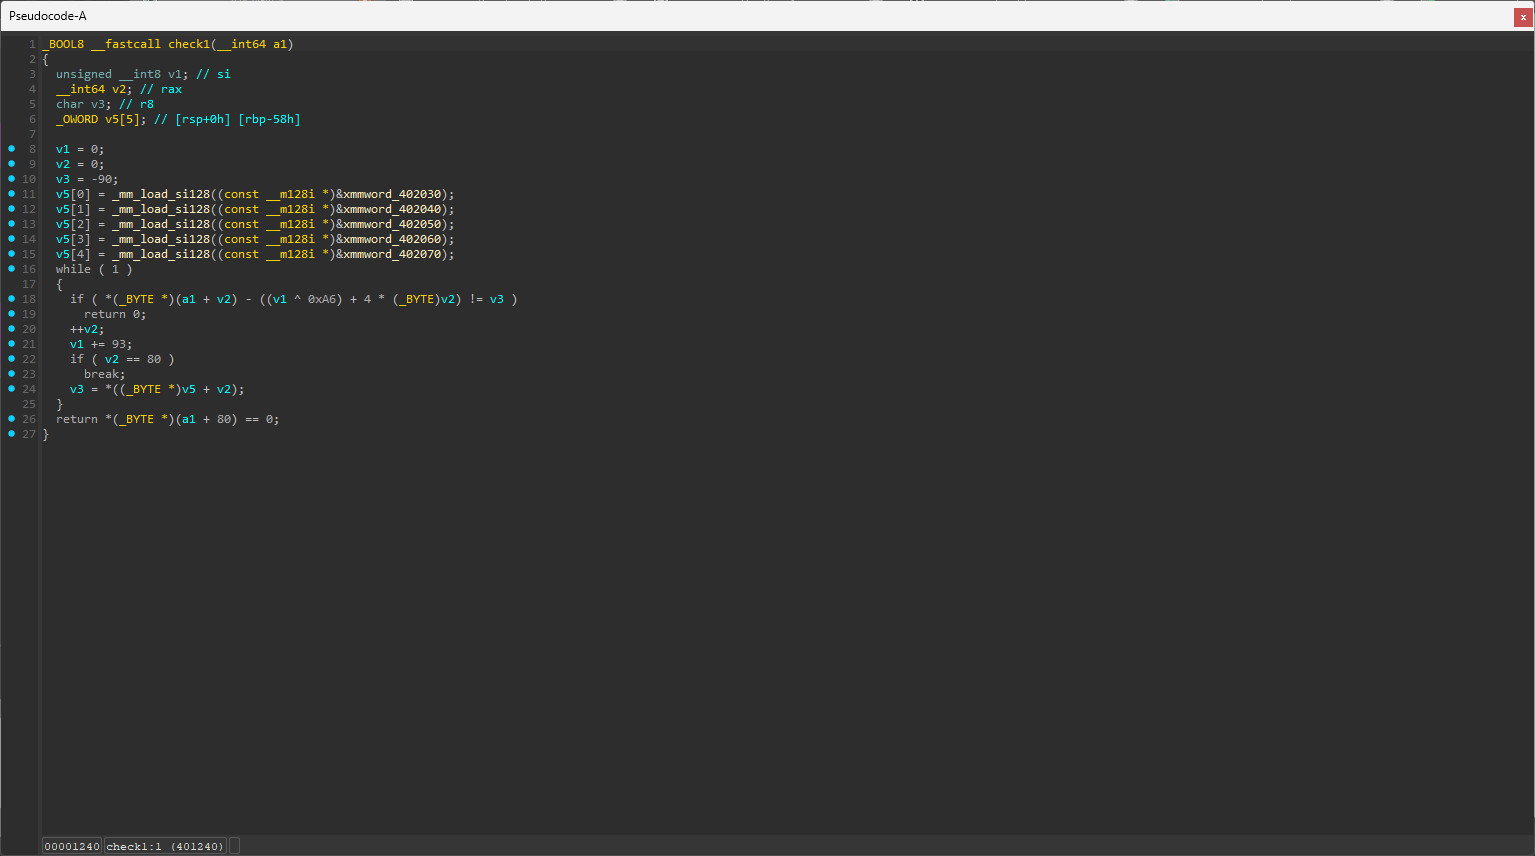 Pseudocode-A
x
1 _BOOL8 __fastcall check1(__int64 a1)
2 {
3 unsigned __int8 v1; // si
4 __int64 v2; // rax
5 char v3; // r8
6 _OWORD v5[5]; // [rsp+0h] [rbp-58h]
7
8 v1 = 0;
9 v2 = 0;
10 v3 = -90;
11 v5[0] = _mm_load_si128((const __m128i *)&xmmword_402030);
12 v5[1] = _mm_load_si128((const __m128i *)&xmmword_402040);
13 v5[2] = _mm_load_si128((const __m128i *)&xmmword_402050);
14 v5[3] = _mm_load_si128((const __m128i *)&xmmword_402060);
15 v5[4] = _mm_load_si128((const __m128i *)&xmmword_402070);
16 while ( 1 )
17 {
18 if ( *(_BYTE *)(a1 + v2) - ((v1 ^ 0xA6) + 4 * (_BYTE)v2) != v3 )
19 return 0;
20 ++v2;
21 v1 += 93;
22 if ( v2 == 80 )
23 break;
24 v3 = *((_BYTE *)v5 + v2);
25 }
26 return *(_BYTE *)(a1 + 80) == 0;
27 }
00001240 check1:1 (401240)